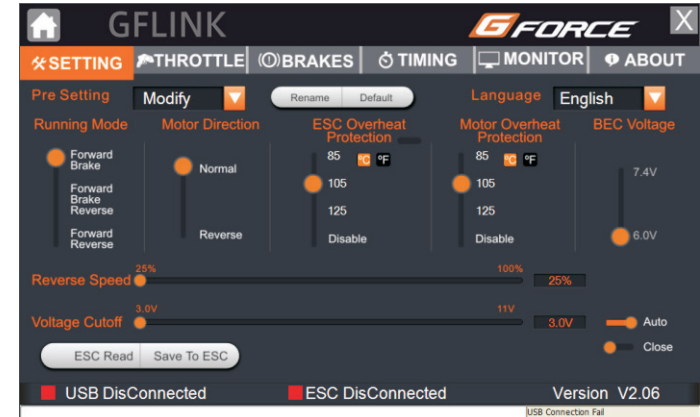 GFLINK
GFORCE
X
SETTING
THROTTLE
BRAKES
TIMING
MONITOR
ABOUT
Pre Setting
Modify
Rename
Default
Language
English
Running Mode
Forward
Brake
Forward
Brake
Reverse
Forward
Reverse
Motor Direction
Normal
Reverse
ESC Overheat
Protection
85
°C
°F
105
125
Disable
Motor Overheat
Protection
85
°C
°F
105
125
Disable
BEC Voltage
7.4V
6.0V
Reverse Speed
25%
100%
25%
Voltage Cutoff
3.0V
11V
3.0V
Auto
Close
ESC Read
Save To ESC
USB DisConnected
ESC DisConnected
Version V2.06
USB Connection Fail